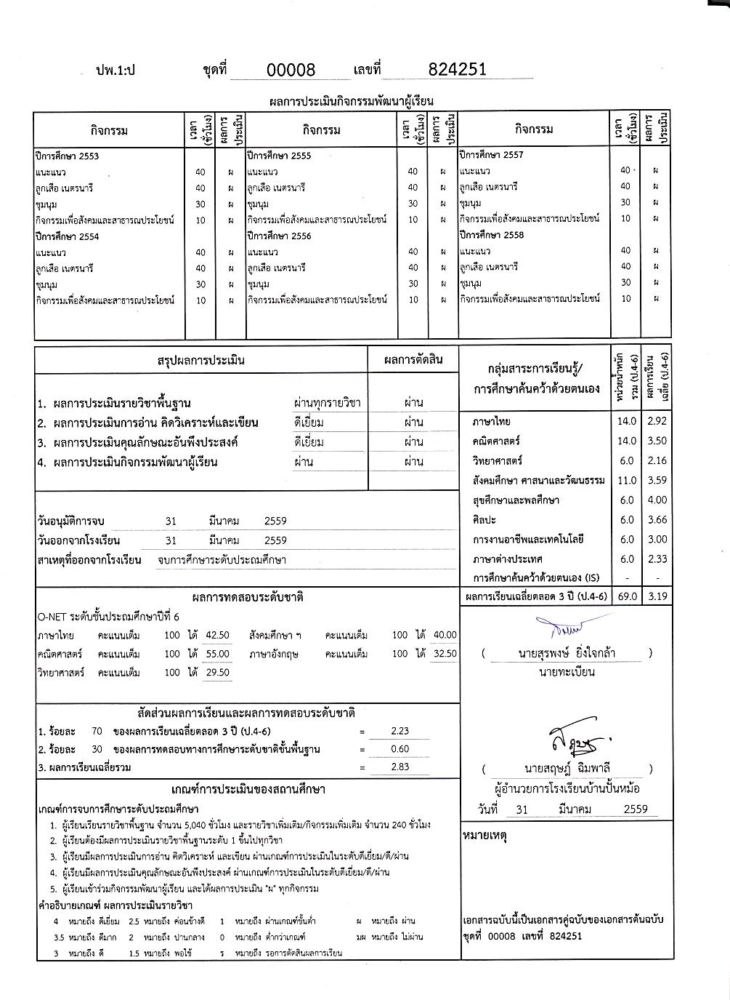 ปพ.1:ป ชุดที่ 00008 เลขที่ 824251
ผลการประเมินกิจกรรมพัฒนาผู้เรียน
กิจกรรม เวลา (ชั่วโมง) ผลการประเมิน กิจกรรม เวลา (ชั่วโมง) ผลการประเมิน กิจกรรม เวลา (ชั่วโมง) ผลการประเมิน
ปีการศึกษา 2553 ปีการศึกษา 2555 ปีการศึกษา 2557
แนะแนว 40 ผ แนะแนว 40 ผ แนะแนว 40 ผ
ลูกเสือ เนตรนารี 40 ผ ลูกเสือ เนตรนารี 40 ผ ลูกเสือ เนตรนารี 40 ผ
ชุมนุม 30 ผ ชุมนุม 30 ผ ชุมนุม 30 ผ
กิจกรรมเพื่อสังคมและสาธารณประโยชน์ 10 ผ กิจกรรมเพื่อสังคมและสาธารณประโยชน์ 10 ผ กิจกรรมเพื่อสังคมและสาธารณประโยชน์ 10 ผ
ปีการศึกษา 2554 ปีการศึกษา 2556 ปีการศึกษา 2558
แนะแนว 40 ผ แนะแนว 40 ผ แนะแนว 40 ผ
ลูกเสือ เนตรนารี 40 ผ ลูกเสือ เนตรนารี 40 ผ ลูกเสือ เนตรนารี 40 ผ
ชุมนุม 30 ผ ชุมนุม 30 ผ ชุมนุม 30 ผ
กิจกรรมเพื่อสังคมและสาธารณประโยชน์ 10 ผ กิจกรรมเพื่อสังคมและสาธารณประโยชน์ 10 ผ กิจกรรมเพื่อสังคมและสาธารณประโยชน์ 10 ผ
สรุปผลการประเมิน ผลการตัดสิน
1. ผลการประเมินรายวิชาพื้นฐาน ผ่านทุกรายวิชา ผ่าน
2. ผลการประเมินการอ่าน คิดวิเคราะห์และเขียน ดีเยี่ยม ผ่าน
3. ผลการประเมินคุณลักษณะอันพึงประสงค์ ดีเยี่ยม ผ่าน
4. ผลการประเมินกิจกรรมพัฒนาผู้เรียน ผ่าน ผ่าน
วันอนุมัติการจบ 31 มีนาคม 2559
วันออกจากโรงเรียน 31 มีนาคม 2559
สาเหตุที่ออกจากโรงเรียน จบการศึกษาระดับประถมศึกษา
ผลการทดสอบระดับชาติ
O-NET ระดับชั้นประถมศึกษาปีที่ 6
ภาษาไทย คะแนนเต็ม 100 ได้ 42.50 สังคมศึกษา ฯ คะแนนเต็ม 100 ได้ 40.00
คณิตศาสตร์ คะแนนเต็ม 100 ได้ 55.00 ภาษาอังกฤษ คะแนนเต็ม 100 ได้ 32.50
วิทยาศาสตร์ คะแนนเต็ม 100 ได้ 29.50
สัดส่วนผลการเรียนและผลการทดสอบระดับชาติ
1. ร้อยละ 70 ของผลการเรียนเฉลี่ยตลอด 3 ปี (ป.4-6) = 2.23
2. ร้อยละ 30 ของผลการทดสอบทางการศึกษาระดับชาติขั้นพื้นฐาน = 0.60
3. ผลการเรียนเฉลี่ยรวม = 2.83
เกณฑ์การประเมินของสถานศึกษา
เกณฑ์การจบการศึกษาระดับประถมศึกษา
1. ผู้เรียนเรียนรายวิชาพื้นฐาน จำนวน 5,040 ชั่วโมง และรายวิชาเพิ่มเติม/กิจกรรมเพิ่มเติม จำนวน 240 ชั่วโมง
2. ผู้เรียนต้องมีผลการประเมินรายวิชาพื้นฐานระดับ 1 ขึ้นไปทุกวิชา
3. ผู้เรียนมีผลการประเมินการอ่าน คิดวิเคราะห์ และเขียน ผ่านเกณฑ์การประเมินในระดับดีเยี่ยม/ดี/ผ่าน
4. ผู้เรียนมีผลการประเมินคุณลักษณะอันพึงประสงค์ ผ่านเกณฑ์การประเมินในระดับดีเยี่ยม/ดี/ผ่าน
5. ผู้เรียนเข้าร่วมกิจกรรมพัฒนาผู้เรียน และได้ผลการประเมิน "ผ" ทุกกิจกรรม
คำอธิบายเกณฑ์ ผลการประเมินรายวิชา
4 หมายถึง ดีเยี่ยม 2.5 หมายถึง ค่อนข้างดี 1 หมายถึง ผ่านเกณฑ์ขั้นต่ำ ผ หมายถึง ผ่าน
3.5 หมายถึง ดีมาก 2 หมายถึง ปานกลาง 0 หมายถึง ต่ำกว่าเกณฑ์ มผ หมายถึง ไม่ผ่าน
3 หมายถึง ดี 1.5 หมายถึง พอใช้ ร หมายถึง รอการตัดสินผลการเรียน
กลุ่มสาระการเรียนรู้/ การศึกษาค้นคว้าด้วยตนเอง หน่วยน้ำหนักรวม (ป.4-6) ผลการเรียนเฉลี่ย (ป.4-6)
ภาษาไทย 14.0 2.92
คณิตศาสตร์ 14.0 3.50
วิทยาศาสตร์ 6.0 2.16
สังคมศึกษา ศาสนาและวัฒนธรรม 11.0 3.59
สุขศึกษาและพลศึกษา 6.0 4.00
ศิลปะ 6.0 3.66
การงานอาชีพและเทคโนโลยี 6.0 3.00
ภาษาต่างประเทศ 6.0 2.33
การศึกษาค้นคว้าด้วยตนเอง (IS) - -
ผลการเรียนเฉลี่ยตลอด 3 ปี (ป.4-6) 69.0 3.19
( นายสุรพงษ์ ยิ่งใจกล้า )
นายทะเบียน
( นายสฤษฎ์ ฉิมพาลี )
ผู้อำนวยการโรงเรียนบ้านปั้นหม้อ
วันที่ 31 มีนาคม 2559
หมายเหตุ
เอกสารฉบับนี้เป็นเอกสารคู่ฉบับของเอกสารต้นฉบับ
ชุดที่ 00008 เลขที่ 824251